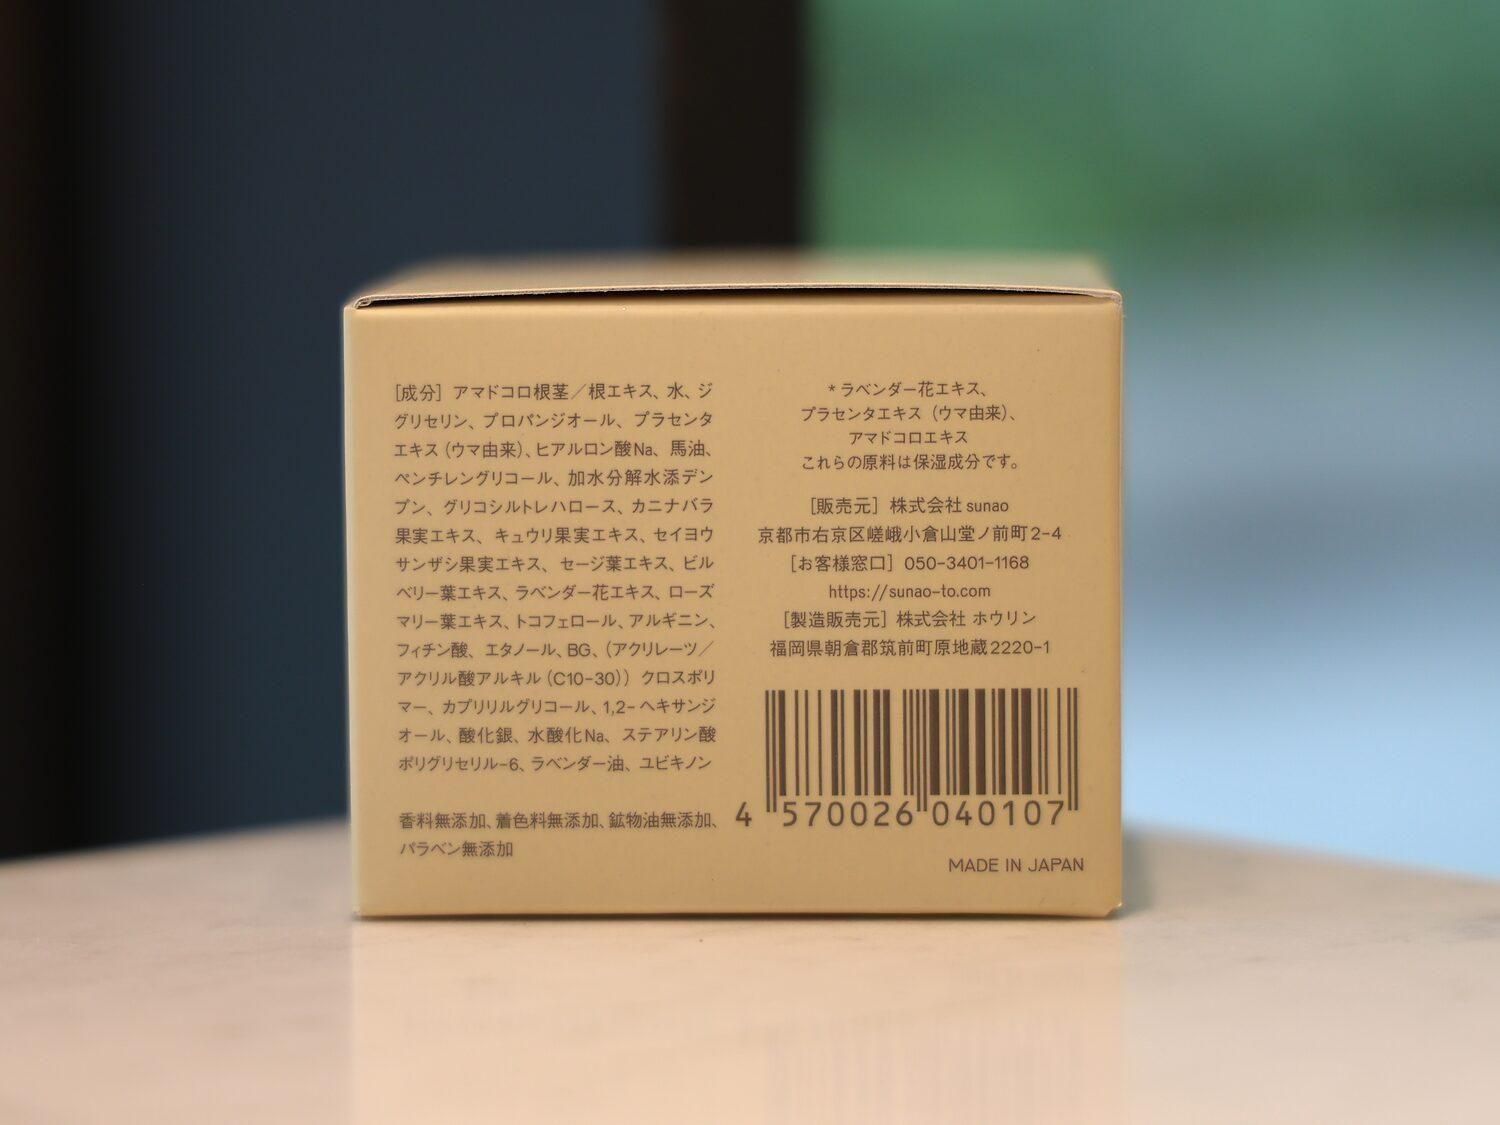 [成分] アマドコロ根茎／根エキス、水、ジ
グリセリン、プロパンジオール、プラセンタ
エキス（ウマ由来）、ヒアルロン酸Na、馬油、
ペンチレングリコール、加水分解水添デン
プン、グリコシルトレハロース、カニナバラ
果実エキス、キュウリ果実エキス、セイヨウ
サンザシ果実エキス、セージ葉エキス、ビル
ベリー葉エキス、ラベンダー花エキス、ローズ
マリー葉エキス、トコフェロール、アルギニン、
フィチン酸、エタノール、BG、（アクリレーツ／
アクリル酸アルキル（C10-30））クロスポリ
マー、カプリリルグリコール、1,2-ヘキサンジ
オール、酸化銀、水酸化Na、ステアリン酸
ポリグリセリル-6、ラベンダー油、ユビキノン
香料無添加、着色料無添加、鉱物油無添加、
パラベン無添加
*ラベンダー花エキス、
プラセンタエキス（ウマ由来）、
アマドコロエキス
これらの原料は保湿成分です。
[販売元] 株式会社 sunao
京都市右京区嵯峨小倉山堂ノ前町2-4
[お客様窓口] 050-3401-1168
https://sunao-to.com
[製造販売元] 株式会社 ホウリン
福岡県朝倉郡筑前町原地蔵2220-1
4 570026 040107
MADE IN JAPAN